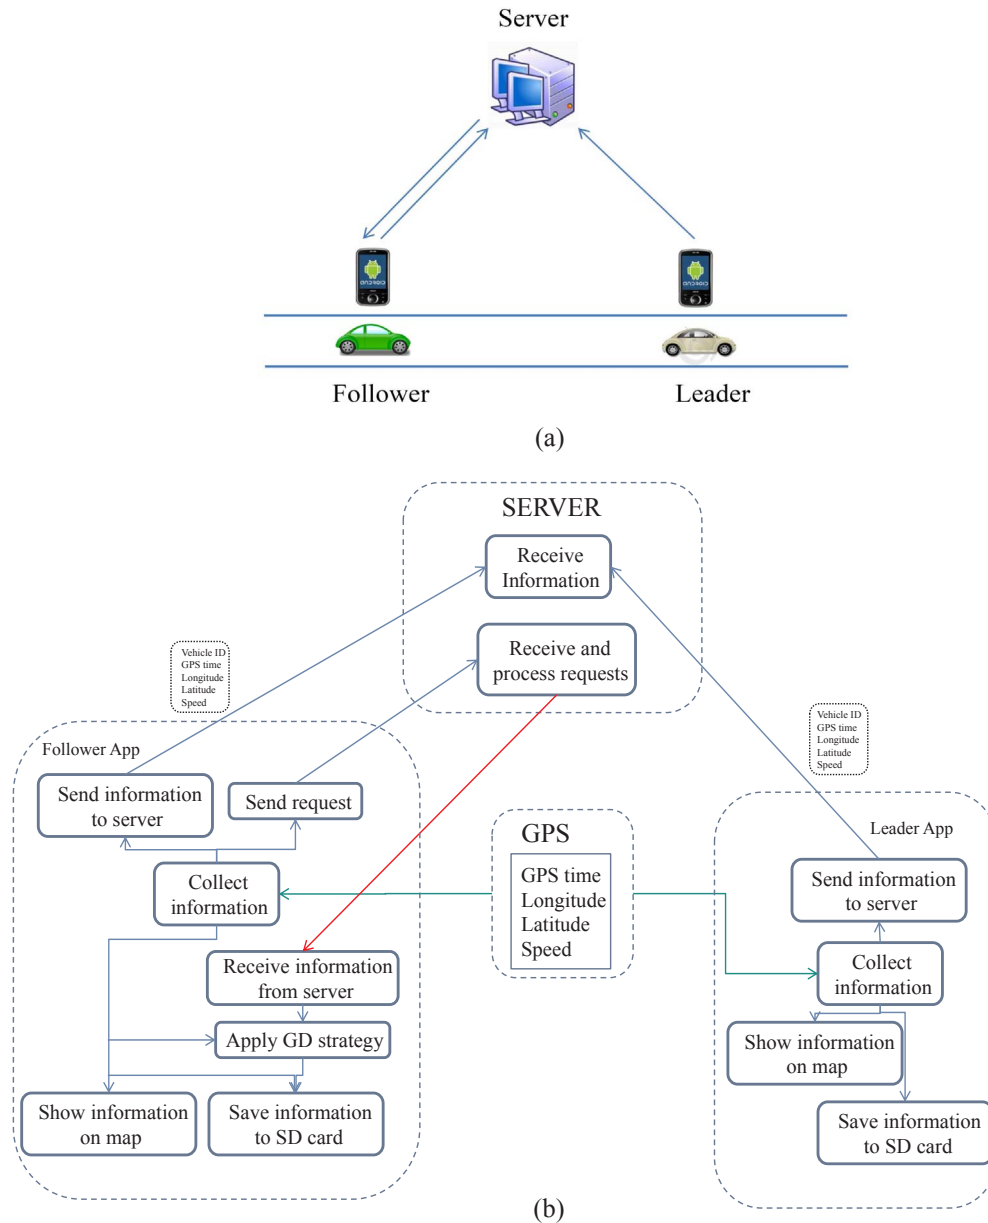 Server
ANDROID
ANDROID
Follower
Leader
(a)
SERVER
Receive
Information
Receive and
process requests
Vehicle ID
GPS time
Longitude
Latitude
Speed
Vehicle ID
GPS time
Longitude
Latitude
Speed
Follower App
Send information
to server
Send request
Collect
information
Receive information
from server
Apply GD strategy
Show information
on map
Save information
to SD card
GPS
GPS time
Longitude
Latitude
Speed
Leader App
Send information
to server
Collect
information
Show information
on map
Save information
to SD card
(b)